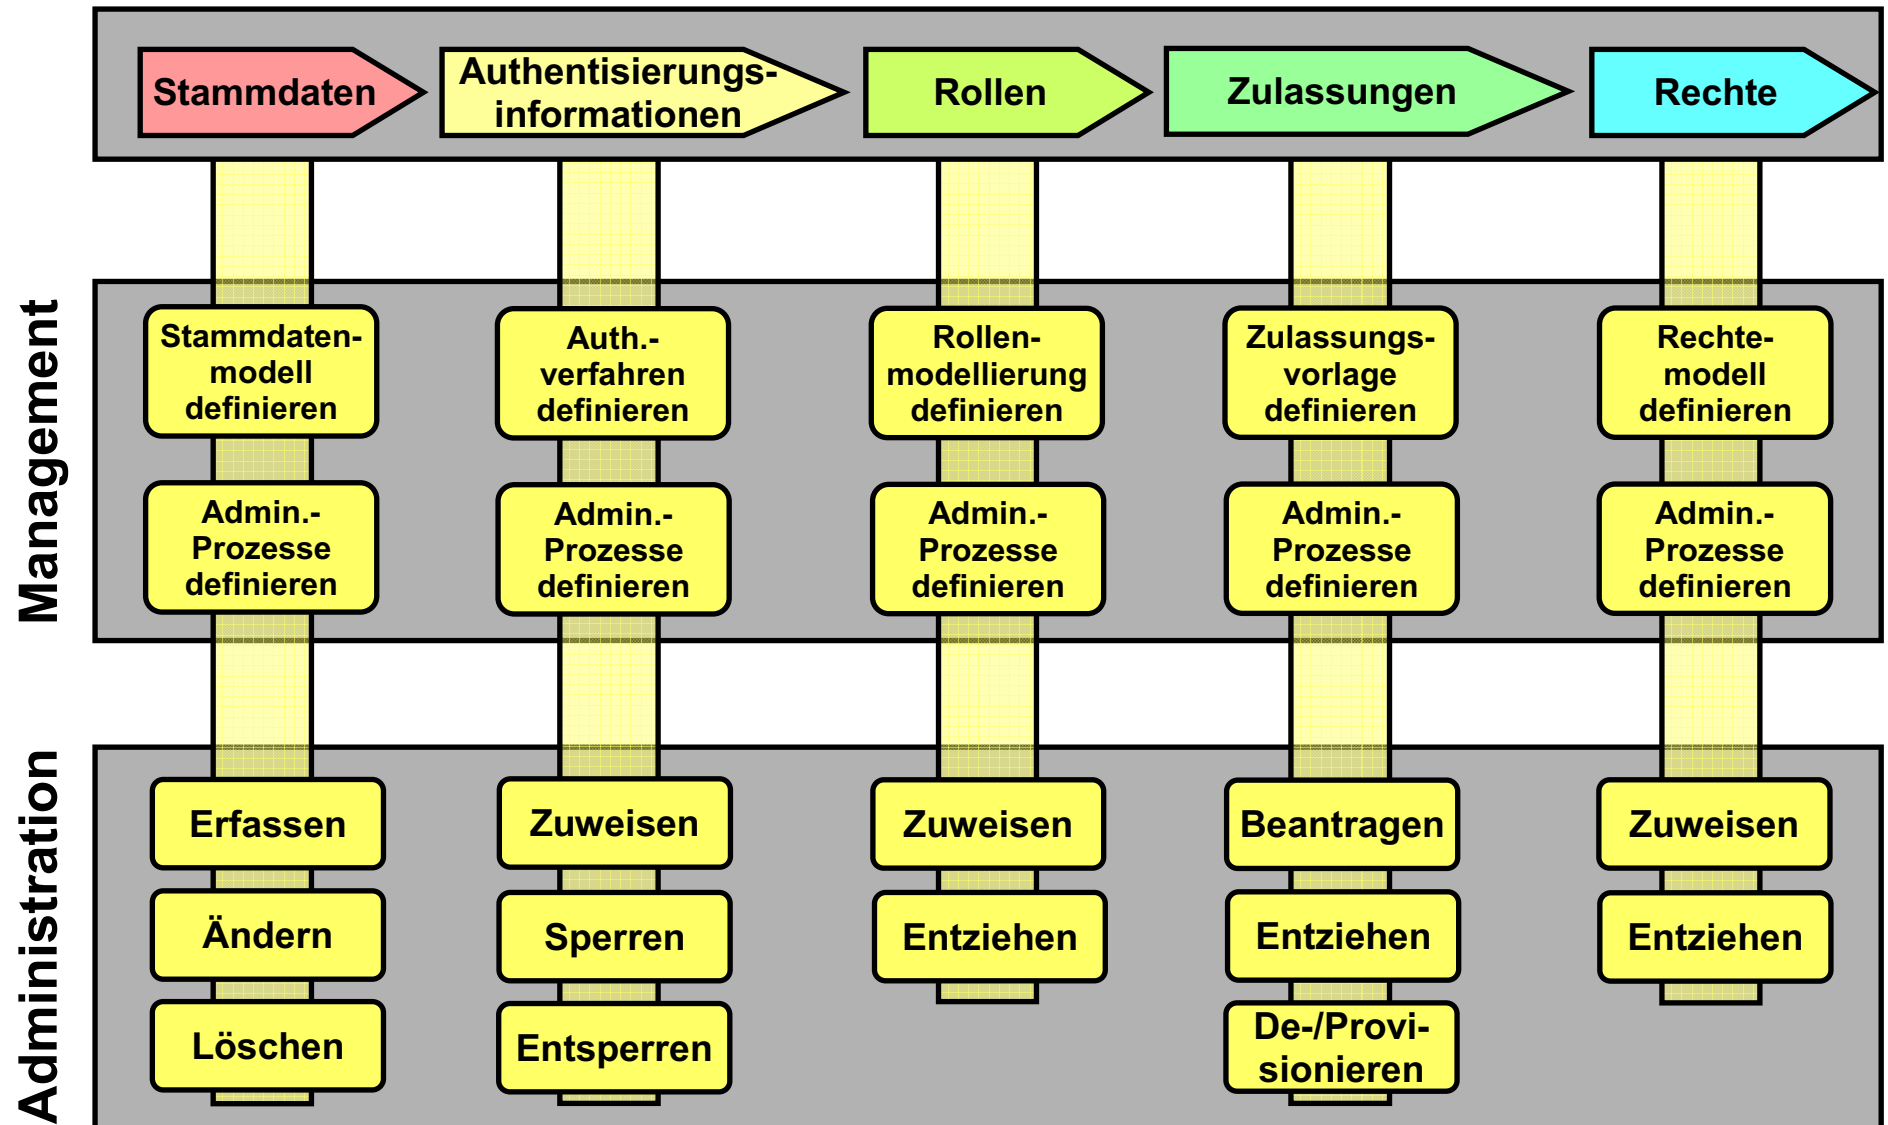 Stammdaten
Authentisierungs-
informationen
Rollen
Zulassungen
Rechte
Management
Stammdaten-
modell
definieren
Auth.-
verfahren
definieren
Rollen-
modellierung
definieren
Zulassungs-
vorlage
definieren
Rechte-
modell
definieren
Admin.-
Prozesse
definieren
Admin.-
Prozesse
definieren
Admin.-
Prozesse
definieren
Admin.-
Prozesse
definieren
Admin.-
Prozesse
definieren
Administration
Erfassen
Zuweisen
Zuweisen
Beantragen
Zuweisen
Ändern
Sperren
Entziehen
Entziehen
Entziehen
Löschen
Entsperren
De-/Provi-
sionieren